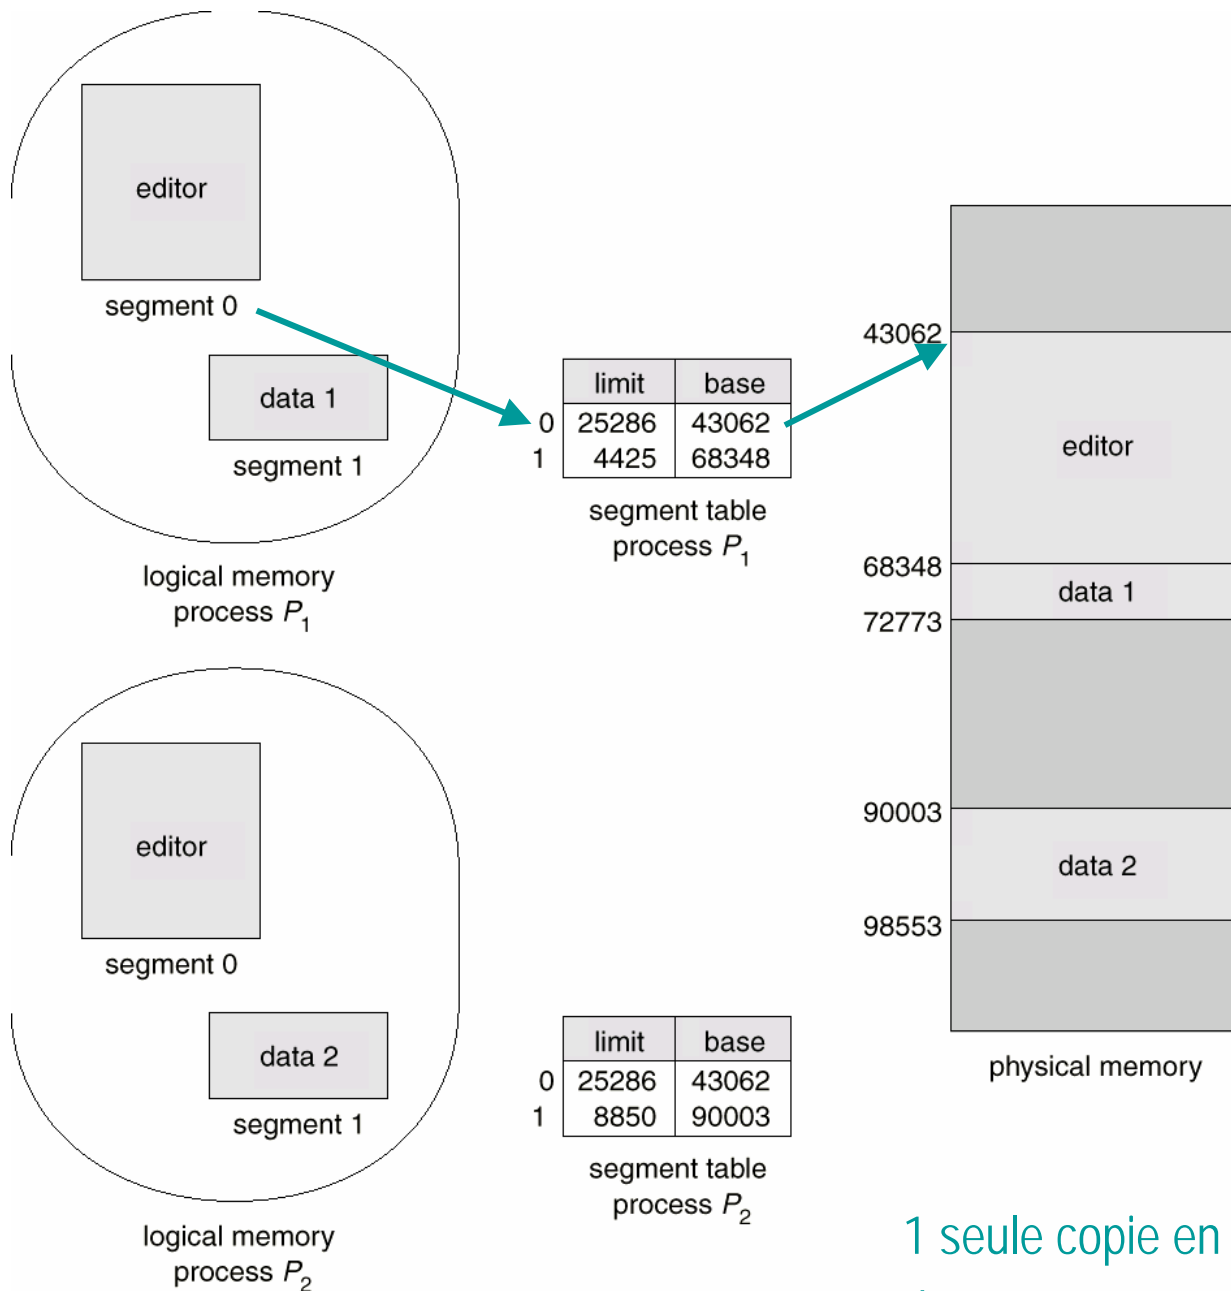 editor
segment 0
data 1
segment 1
logical memory
process P1
limit base
0 25286 43062
1 4425 68348
segment table
process P1
editor
segment 0
data 2
segment 1
logical memory
process P2
limit base
0 25286 43062
1 8850 90003
segment table
process P2
43062
editor
68348
data 1
72773
90003
data 2
98553
physical memory
1 seule copie en